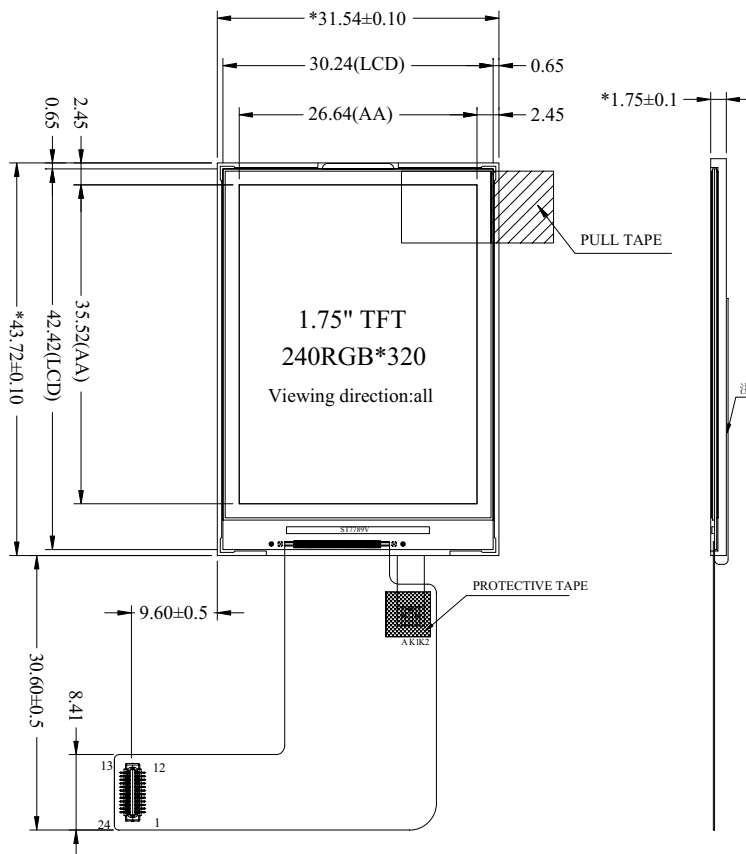 *31.54±0.10
30.24(LCD)
0.65
26.64(AA)
2.45
*1.75±0.1
2.45
0.65
*43.72±0.10
42.42(LCD)
35.52(AA)
PULL TAPE
1.75" TFT
240RGB*320
Viewing direction:all
ST7789V
PROTECTIVE TAPE
A K1K2
9.60±0.5
30.60±0.5
8.41
13
12
24
1